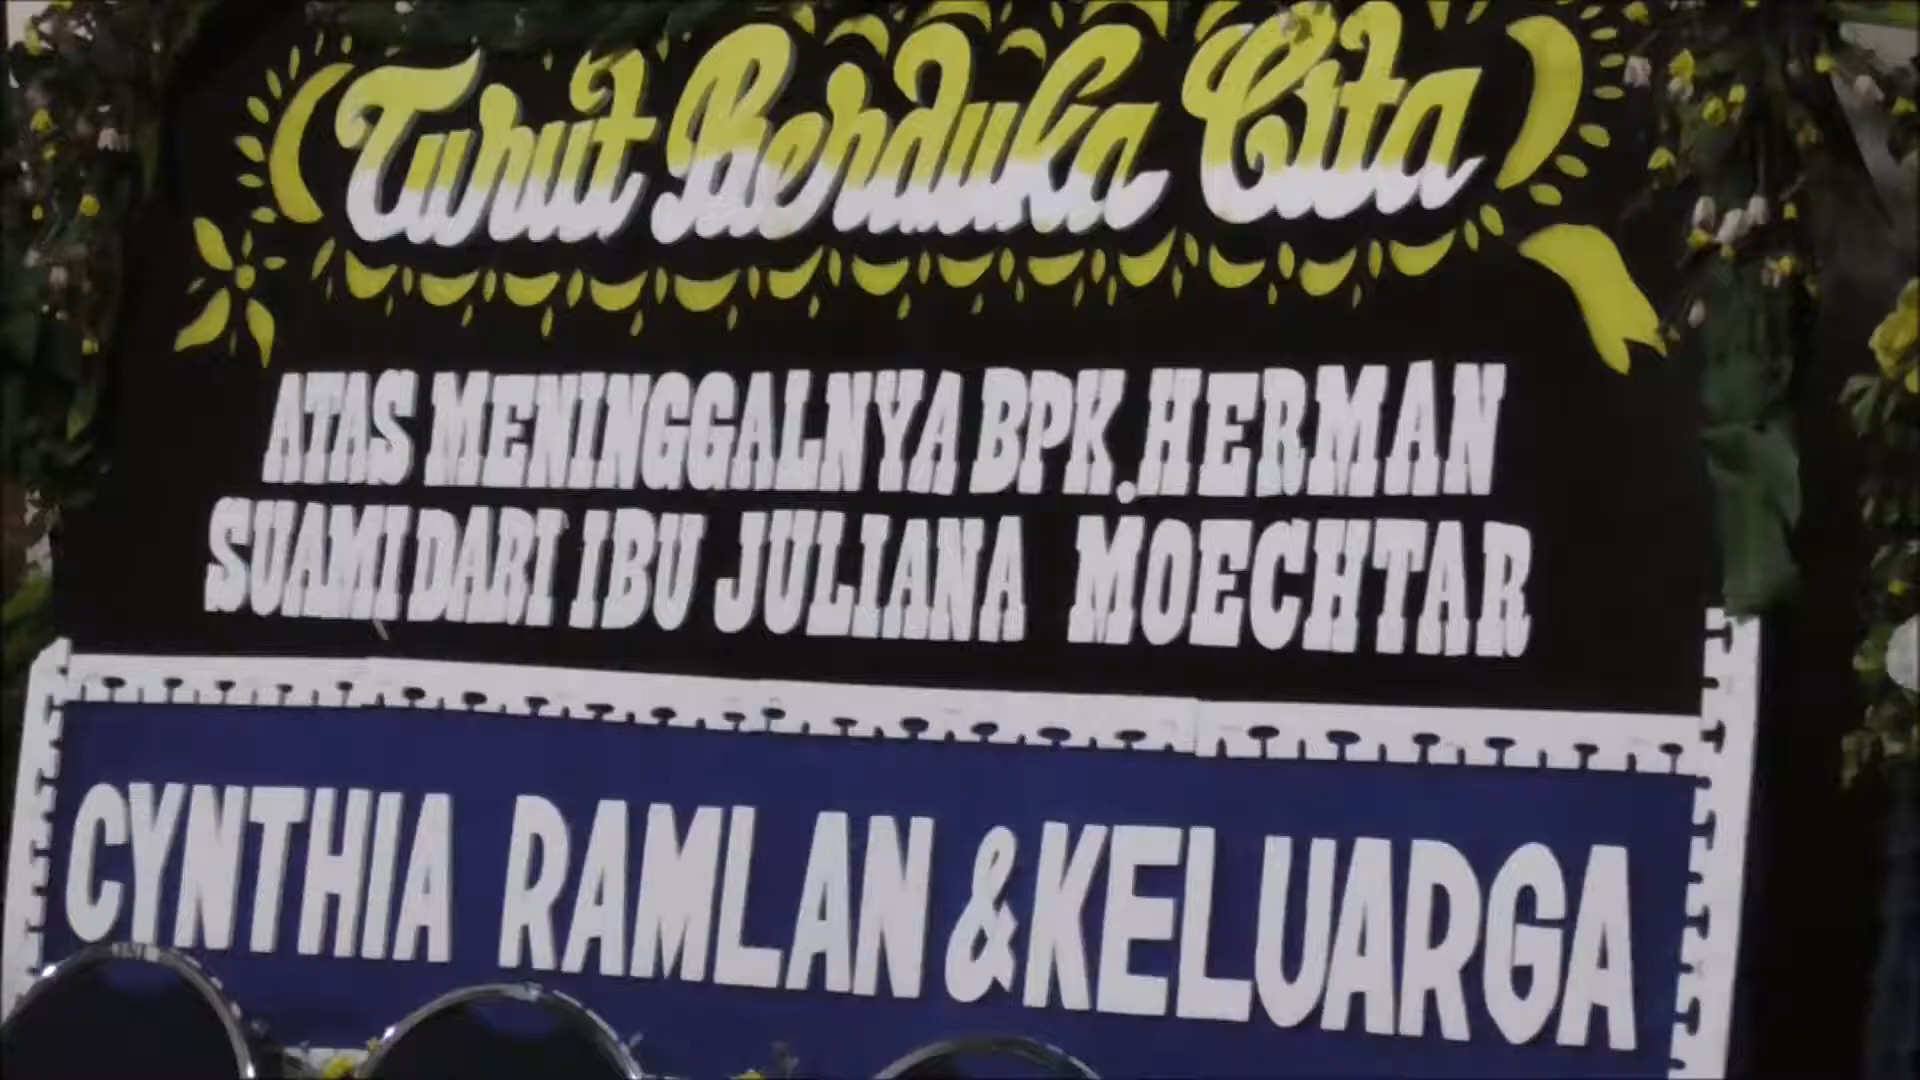 Turut Berduka Cita
ATAS MENINGGALNYA BPK.HERMAN
SUAMI DARI IBU JULIANA MOECHTAR
CYNTHIA RAMLAN & KELUARGA